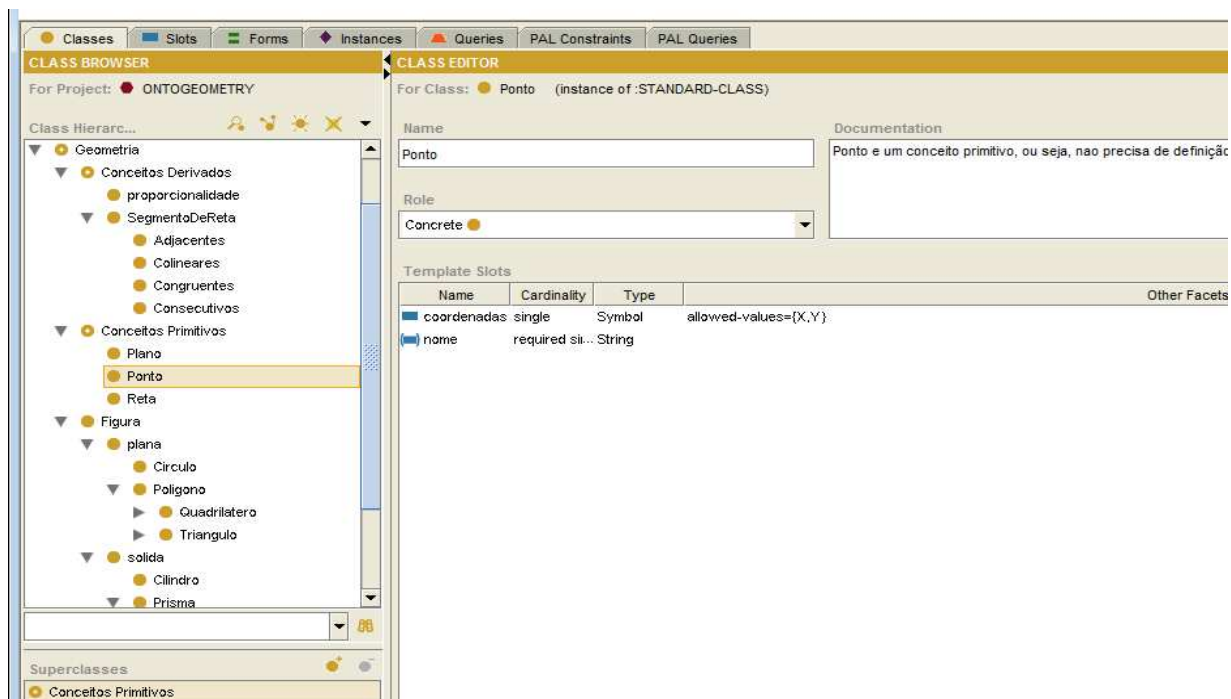 Classes Slots Forms Instances Queries PAL Constraints PAL Queries
CLASS BROWSER
For Project: ONTOGEOMETRY
Class Hierarc...
Geometria
Conceitos Derivados
proporcionalidade
SegmentoDeReta
Adjacentes
Colineares
Congruentes
Consecutivos
Conceitos Primitivos
Plano
Ponto
Reta
Figura
plana
Circulo
Poligono
Quadrilatero
Triangulo
solida
Cilindro
Prisma
Superclasses
Conceitos Primitivos
CLASS EDITOR
For Class: Ponto (instance of :STANDARD-CLASS)
Name
Ponto
Documentation
Ponto e um conceito primitivo, ou seja, nao precisa de definição
Role
Concrete
Template Slots
Name Cardinality Type Other Facets
coordenadas single Symbol allowed-values={X,Y}
nome required sin... String